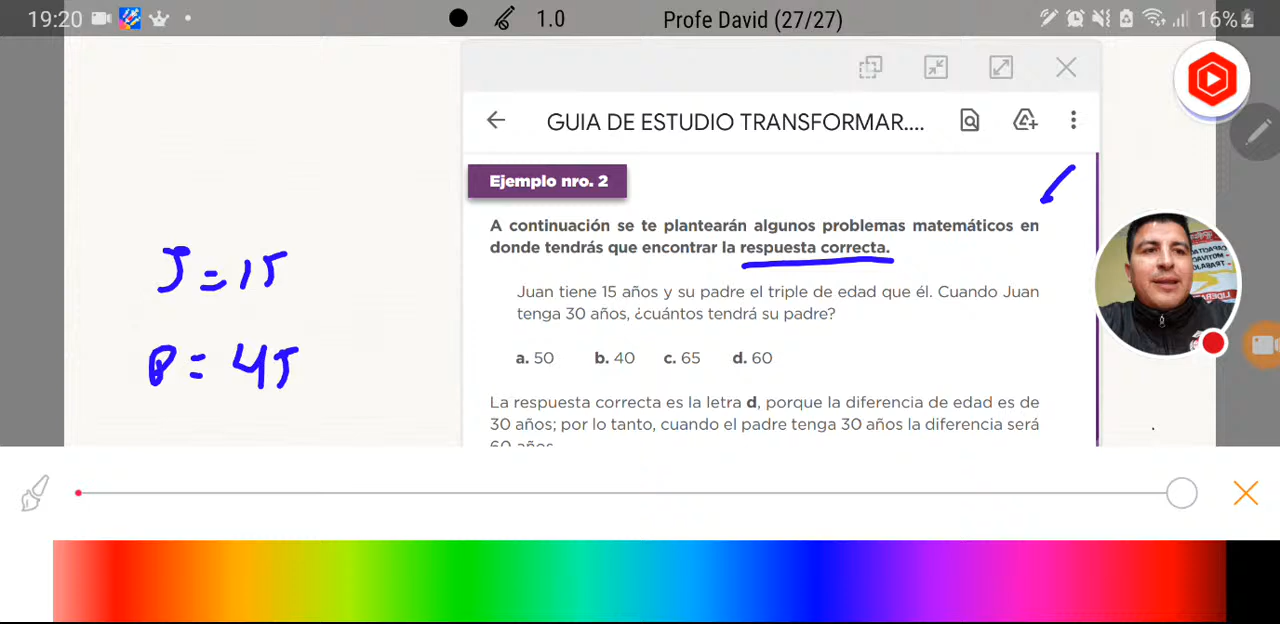 19:20 1.0 Profe David (27/27) 16%
GUIA DE ESTUDIO TRANSFORMAR....
Ejemplo nro. 2
A continuación se te plantearán algunos problemas matemáticos en
donde tendrás que encontrar la respuesta correcta.
J = 15
Juan tiene 15 años y su padre el triple de edad que él. Cuando Juan
tenga 30 años, ¿cuántos tendrá su padre?
P = 45
a. 50 b. 40 c. 65 d. 60
La respuesta correcta es la letra d, porque la diferencia de edad es de
30 años; por lo tanto, cuando el padre tenga 30 años la diferencia será
60 años